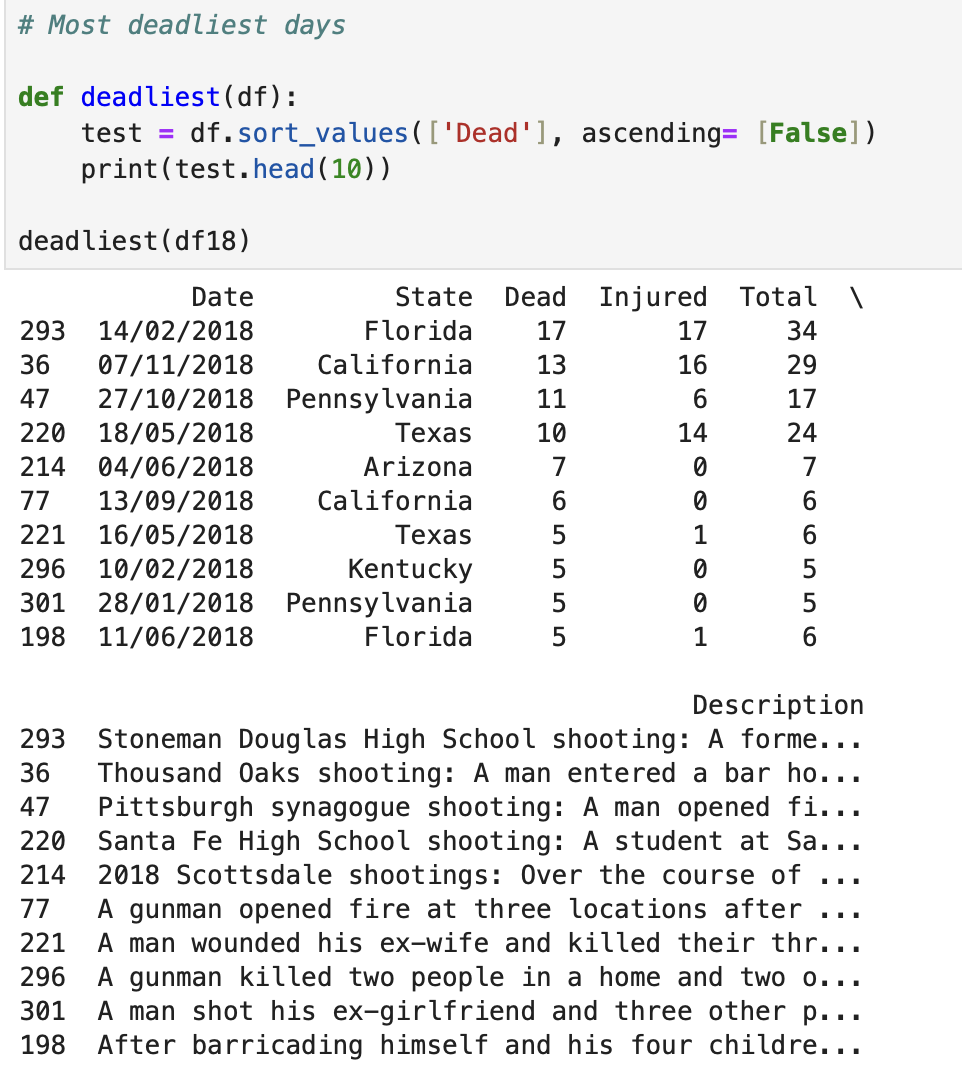 # Most deadliest days
def deadliest(df):
    test = df.sort_values(['Dead'], ascending= [False])
    print(test.head(10))
deadliest(df18)
           Date         State  Dead  Injured  Total  \
293  14/02/2018       Florida    17       17     34
36   07/11/2018    California    13       16     29
47   27/10/2018  Pennsylvania    11        6     17
220  18/05/2018         Texas    10       14     24
214  04/06/2018       Arizona     7        0      7
77   13/09/2018    California     6        0      6
221  16/05/2018         Texas     5        1      6
296  10/02/2018      Kentucky     5        0      5
301  28/01/2018  Pennsylvania     5        0      5
198  11/06/2018       Florida     5        1      6
                                           Description
293  Stoneman Douglas High School shooting: A forme...
36   Thousand Oaks shooting: A man entered a bar ho...
47   Pittsburgh synagogue shooting: A man opened fi...
220  Santa Fe High School shooting: A student at Sa...
214  2018 Scottsdale shootings: Over the course of ...
77   A gunman opened fire at three locations after ...
221  A man wounded his ex-wife and killed their thr...
296  A gunman killed two people in a home and two o...
301  A man shot his ex-girlfriend and three other p...
198  After barricading himself and his four childre...